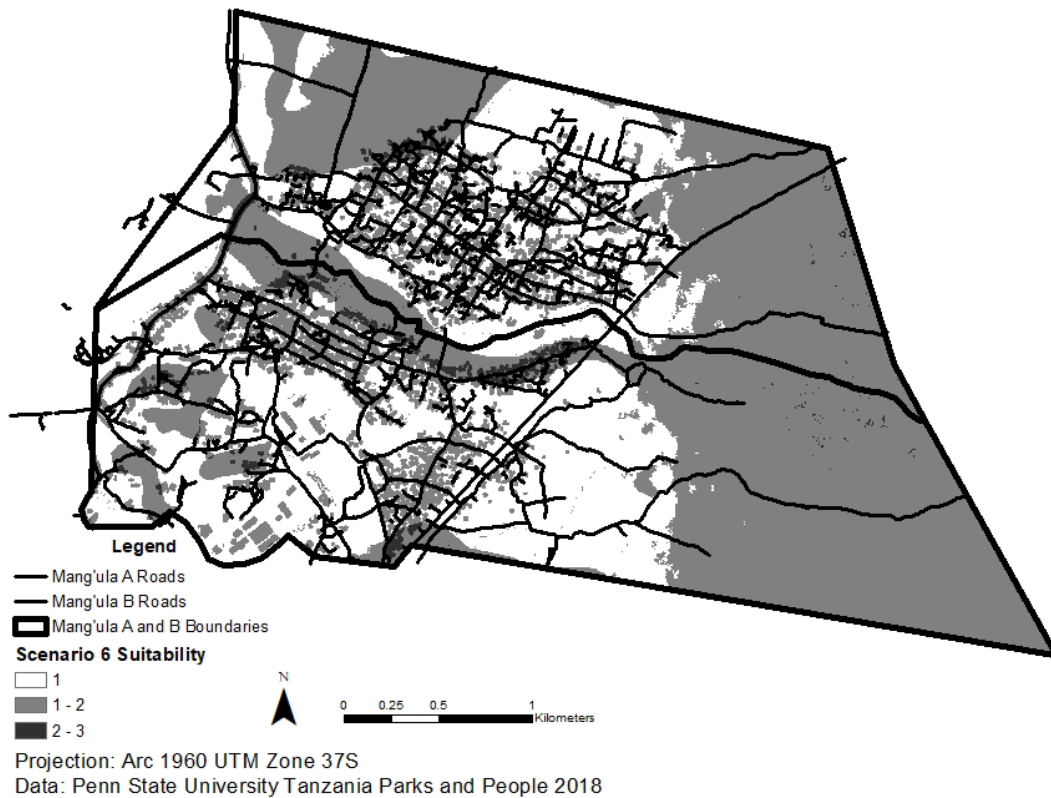 Legend
Mang'ula A Roads
Mang'ula B Roads
Mang'ula A and B Boundaries
Scenario 6 Suitability
1
1 - 2
2 - 3
N
0 0.25 0.5 1
Kilometers
Projection: Arc 1960 UTM Zone 37S
Data: Penn State University Tanzania Parks and People 2018